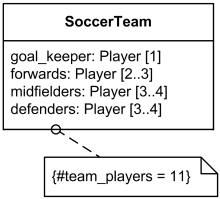 SoccerTeam
goal_keeper: Player [1]
forwards: Player [2..3]
midfielders: Player [3..4]
defenders: Player [3..4]
{#team_players = 11}